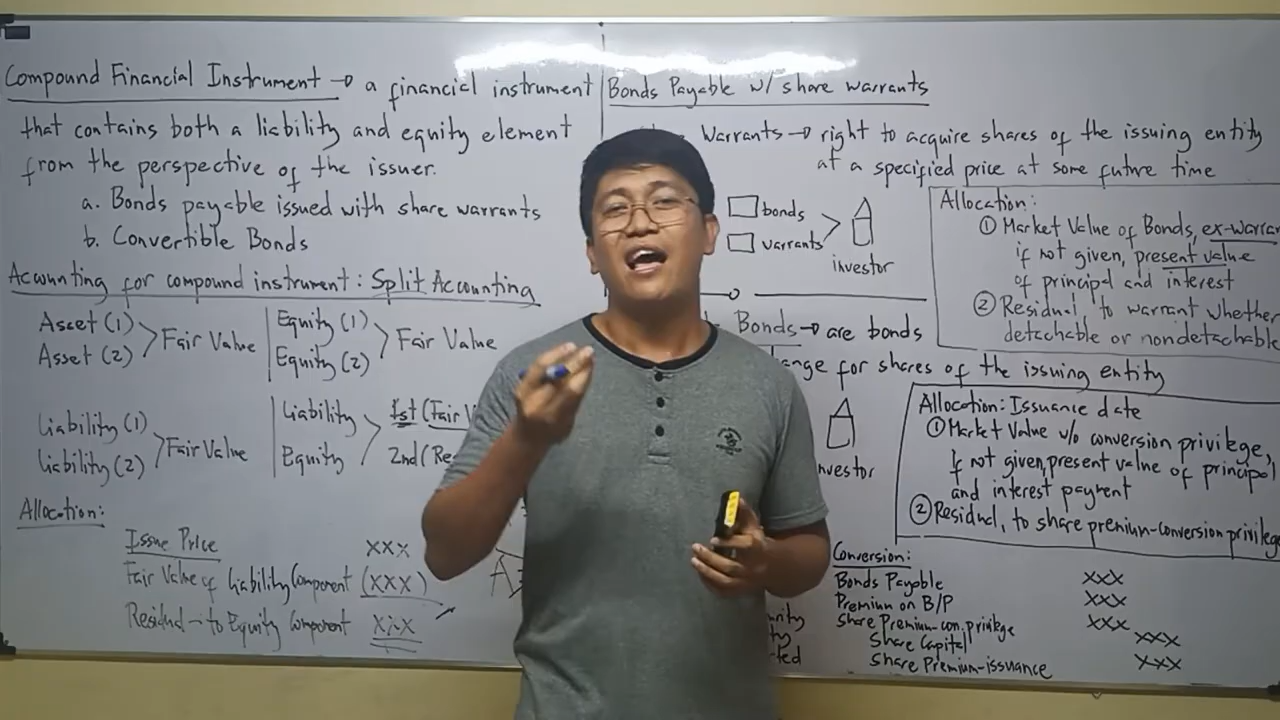 Compound Financial Instrument → a financial instrument
that contains both a liability and equity element
from the perspective of the issuer.
a. Bonds payable issued with share warrants
b. Convertible Bonds
Accounting for compound instrument: Split Accounting
Asset (1)
Asset (2)
Fair Value
Equity (1)
Equity (2)
Fair Value
Liability (1)
Liability (2)
Fair Value
Liability
Equity
1st (Fair
2nd (Re
Allocation:
Issue Price xxx
Fair Value of Liability Component (xxx)
Residual → to Equity Component xxx
Bonds Payable w/ share warrants
Warrants → right to acquire shares of the issuing entity
at a specified price at some future time
bonds
warrants
investor
Allocation:
① Market Value of Bonds, ex-warran
if not given, present value
of principal and interest
② Residual, to warrant whether
detachable or nondetachable
Bonds → are bonds
nge for shares of the issuing entity
nvestor
Allocation: Issuance date
① Market Value w/o conversion privilege,
if not given, present value of principal
and interest payment
② Residual, to share premium-conversion privilege
Conversion:
Bonds Payable xxx
Premium on B/P xxx
Share Premium-con. privilege xxx
Share Capital xxx
Share Premium-issuance xxx